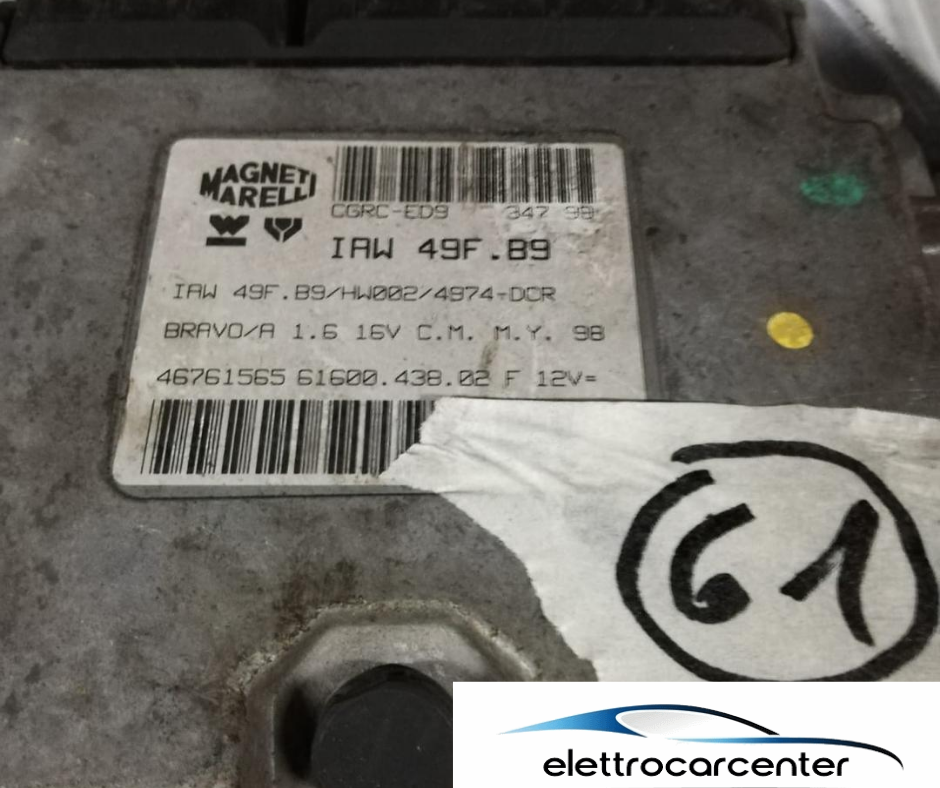 MAGNETI
MARELLI
CGRC-ED9 347 98
IAW 49F.B9
IAW 49F.B9/HW002/4974-DCR
BRAVO/A 1.6 16V C.M. M.Y. 98
46761565 61600.438.02 F 12V=
61
elettrocarcenter